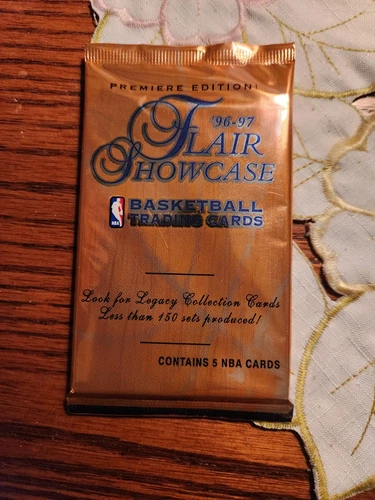 PREMIERE EDITION!
'96-97
FLAIR
SHOWCASE
NBA
BASKETBALL
TRADING CARDS
Look for Legacy Collection Cards
Less than 150 sets produced!
CONTAINS 5 NBA CARDS